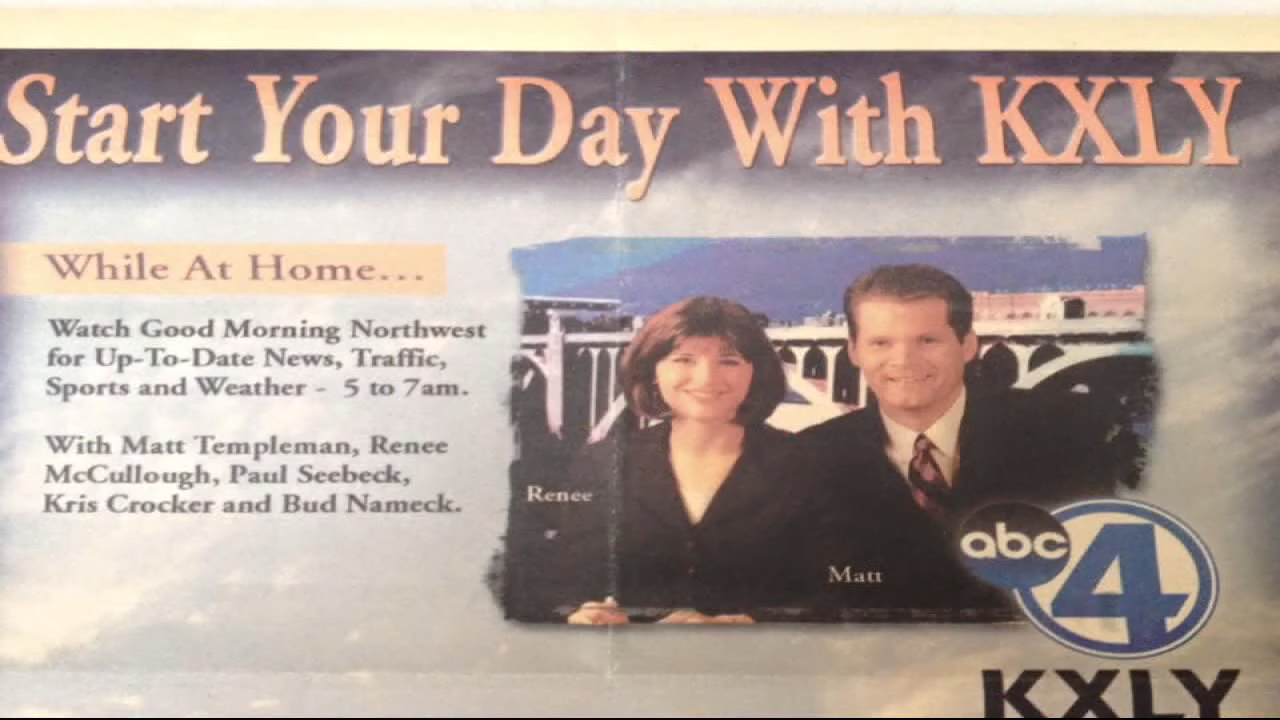 Start Your Day With KXLY
While At Home...
Watch Good Morning Northwest
for Up-To-Date News, Traffic,
Sports and Weather - 5 to 7am.
With Matt Templeman, Renee
McCullough, Paul Seebeck,
Kris Crocker and Bud Nameck.
Renee
Matt
abc 4
KXLY